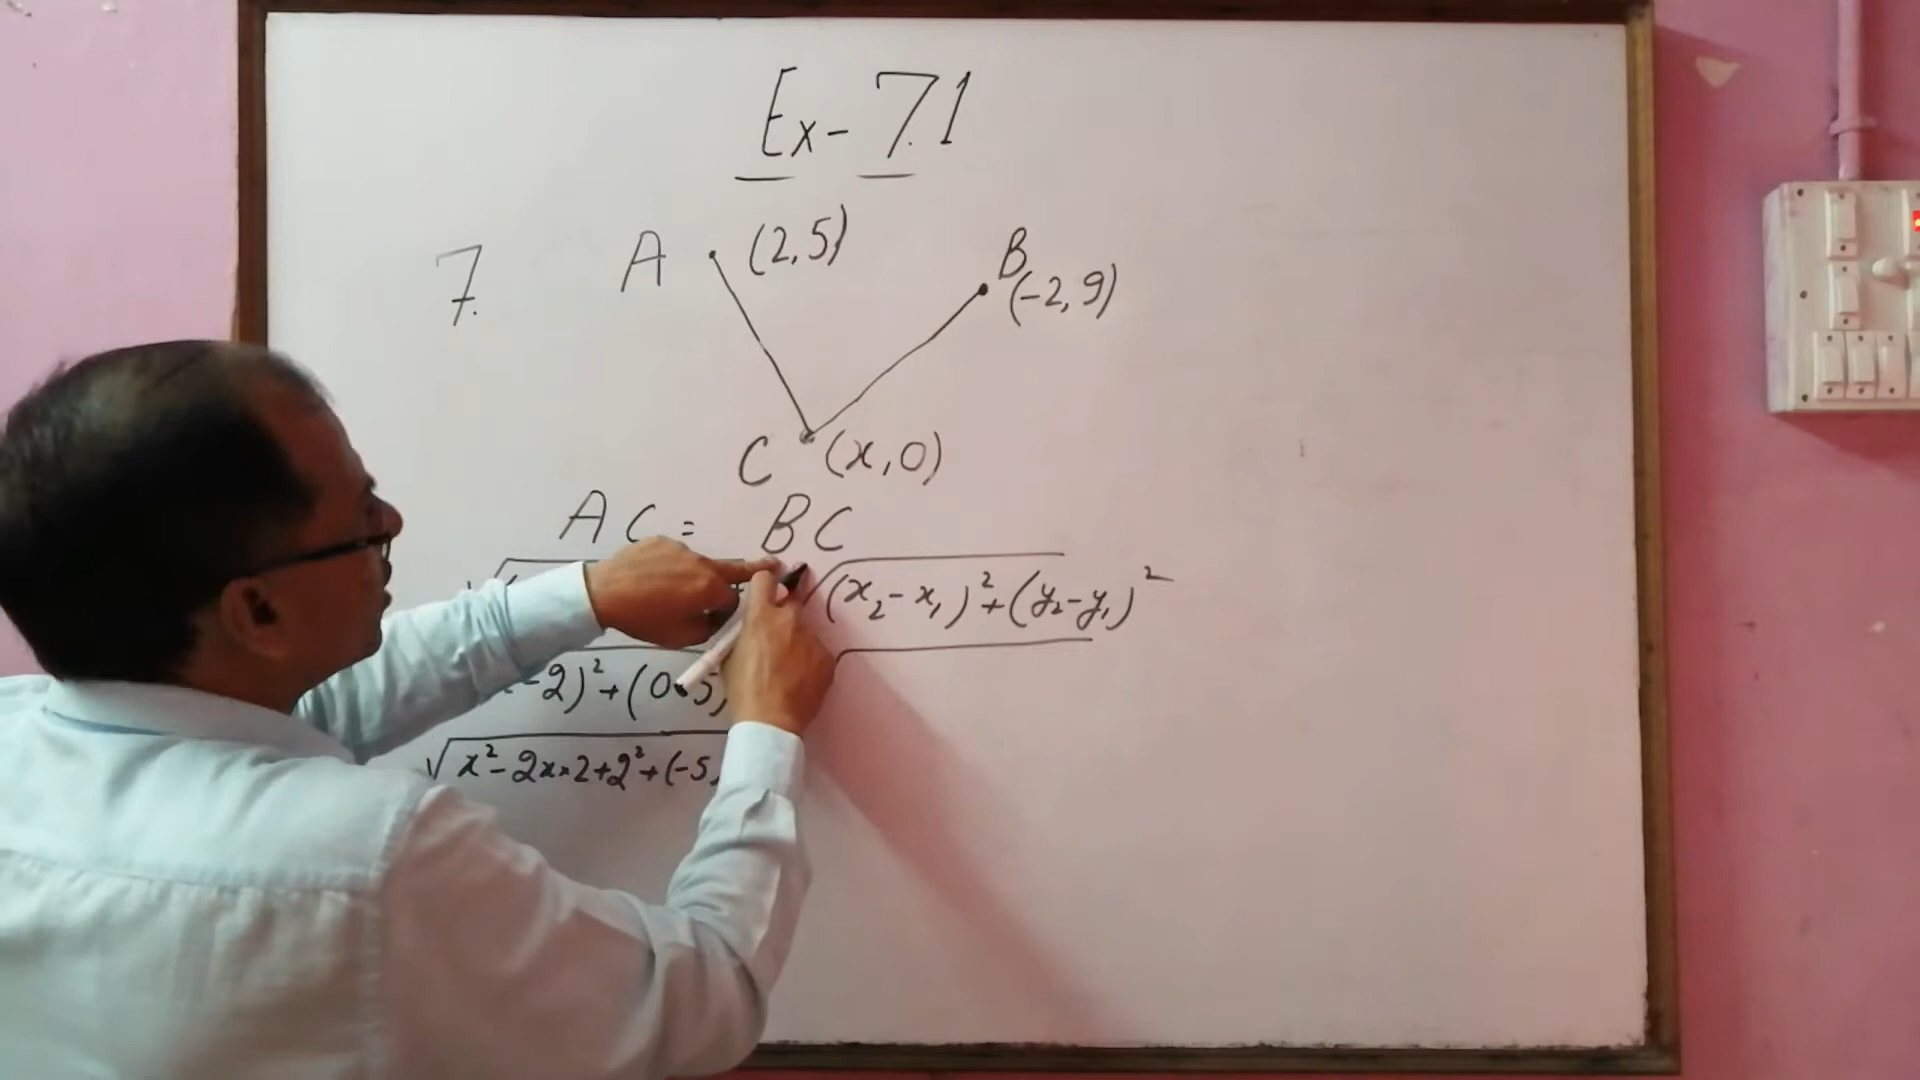 Ex-7.1
7. A (2,5) B
(-2,9)
C (x,0)
AC = BC
√(x₂-x₁)²+(y₂-y₁)²
-2)²+(0-5
√x²-2x×2+2²+(-5